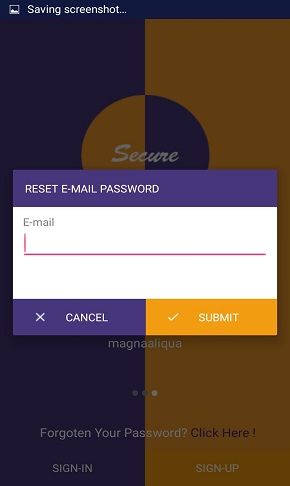 Saving screenshot...
Secure
RESET E-MAIL PASSWORD
E-mail
CANCEL SUBMIT
magnaaliqua
Forgoten Your Password? Click Here !
SIGN-IN SIGN-UP